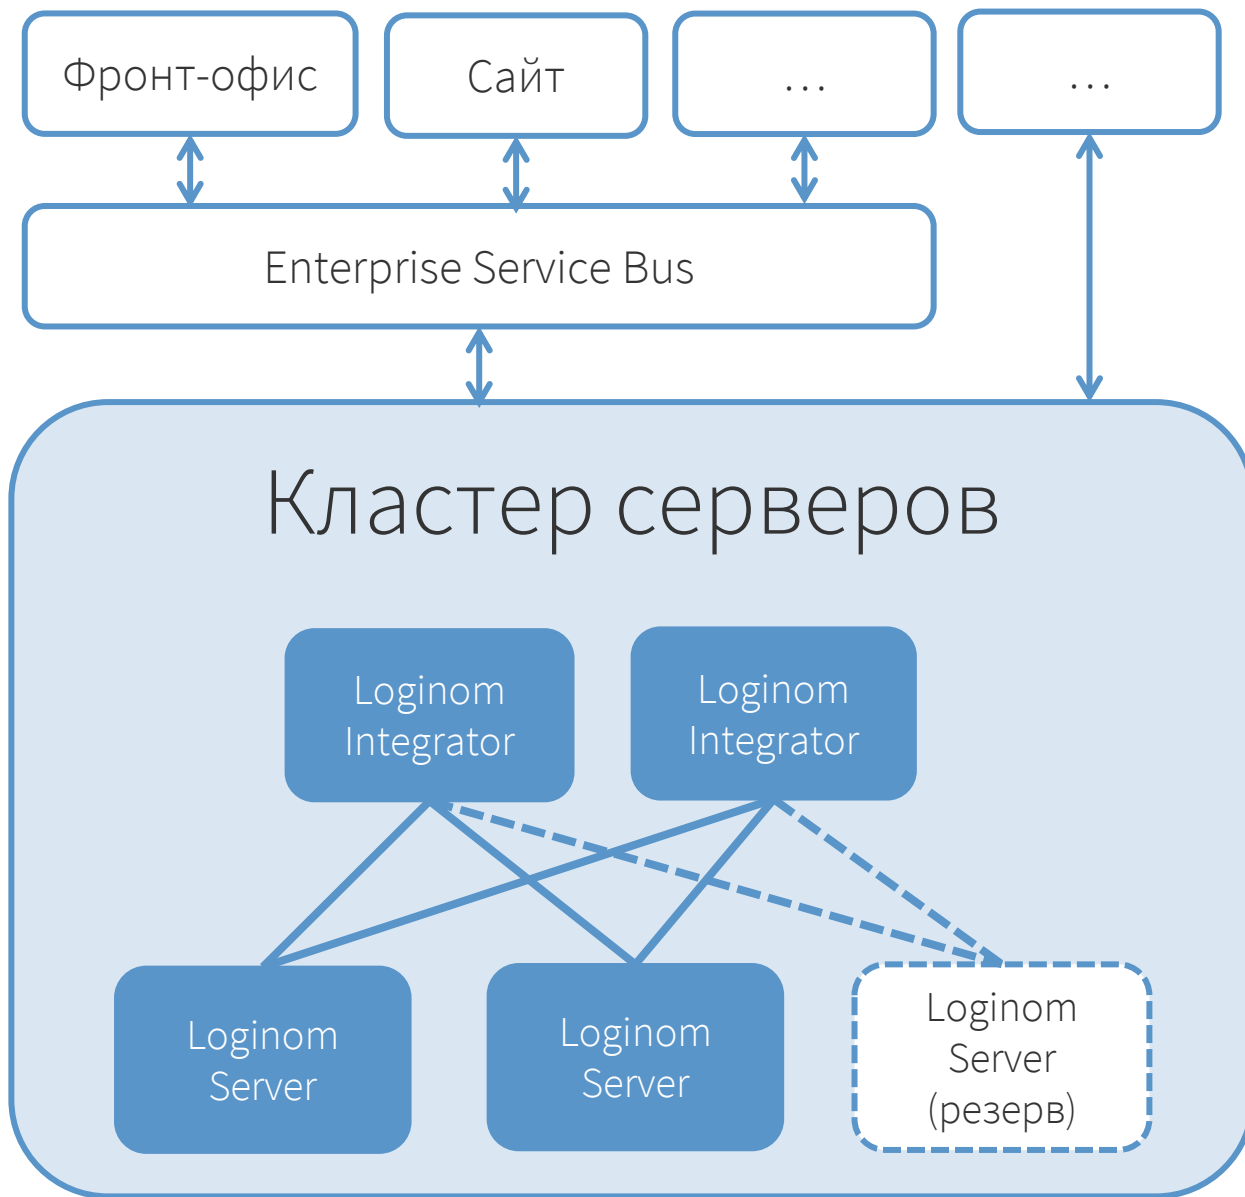 Фронт-офис
Сайт
...
...
Enterprise Service Bus
Кластер серверов
Loginom
Integrator
Loginom
Integrator
Loginom
Server
Loginom
Server
Loginom
Server
(резерв)